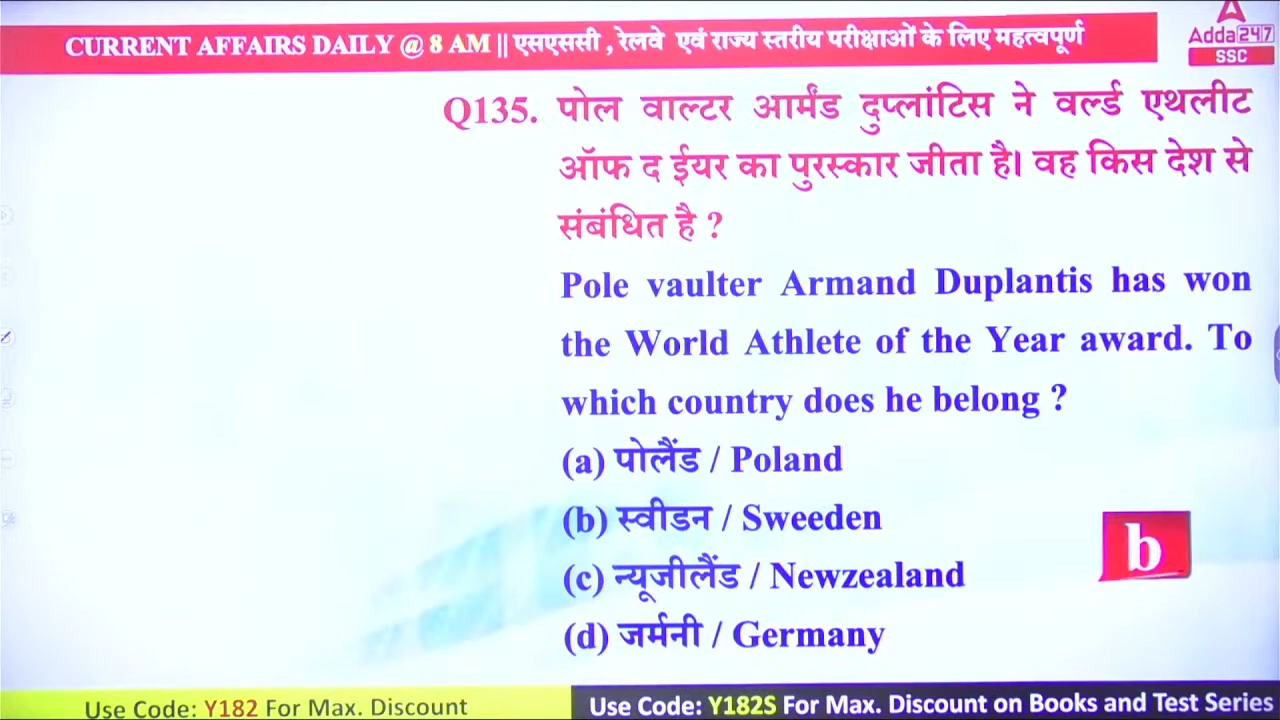 CURRENT AFFAIRS DAILY @ 8 AM || एसएससी , रेलवे एवं राज्य स्तरीय परीक्षाओं के लिए महत्वपूर्ण
Adda247
SSC
Q135. पोल वाल्टर आर्मंड दुप्लांटिस ने वर्ल्ड एथलीट
ऑफ द ईयर का पुरस्कार जीता है। वह किस देश से
संबंधित है ?
Pole vaulter Armand Duplantis has won
the World Athlete of the Year award. To
which country does he belong ?
(a) पोलैंड / Poland
(b) स्वीडन / Sweeden
b
(c) न्यूजीलैंड / Newzealand
(d) जर्मनी / Germany
Use Code: Y182 For Max. Discount
Use Code: Y182S For Max. Discount on Books and Test Series